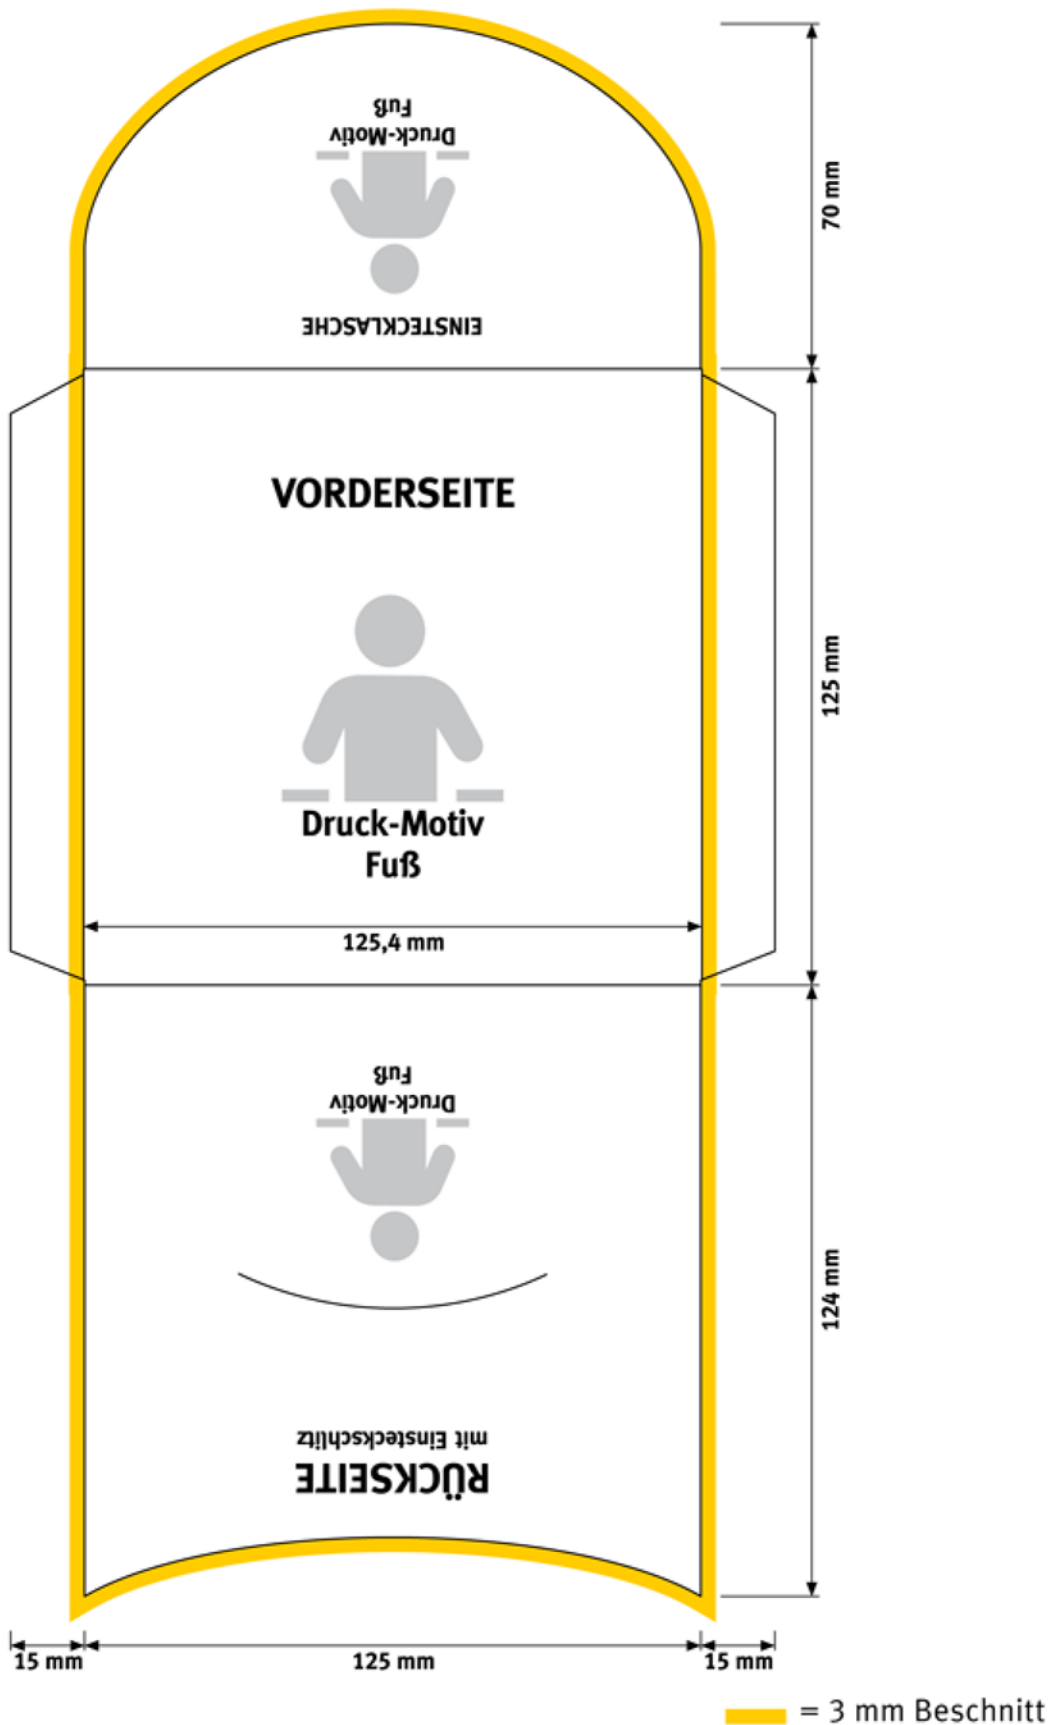 Druck-Motiv
Fuß
EINSTECKLASCHE
70 mm
VORDERSEITE
125 mm
Druck-Motiv
Fuß
125,4 mm
Druck-Motiv
Fuß
124 mm
RÜCKSEITE
mit Einsteckschlitz
15 mm
125 mm
15 mm
= 3 mm Beschnitt